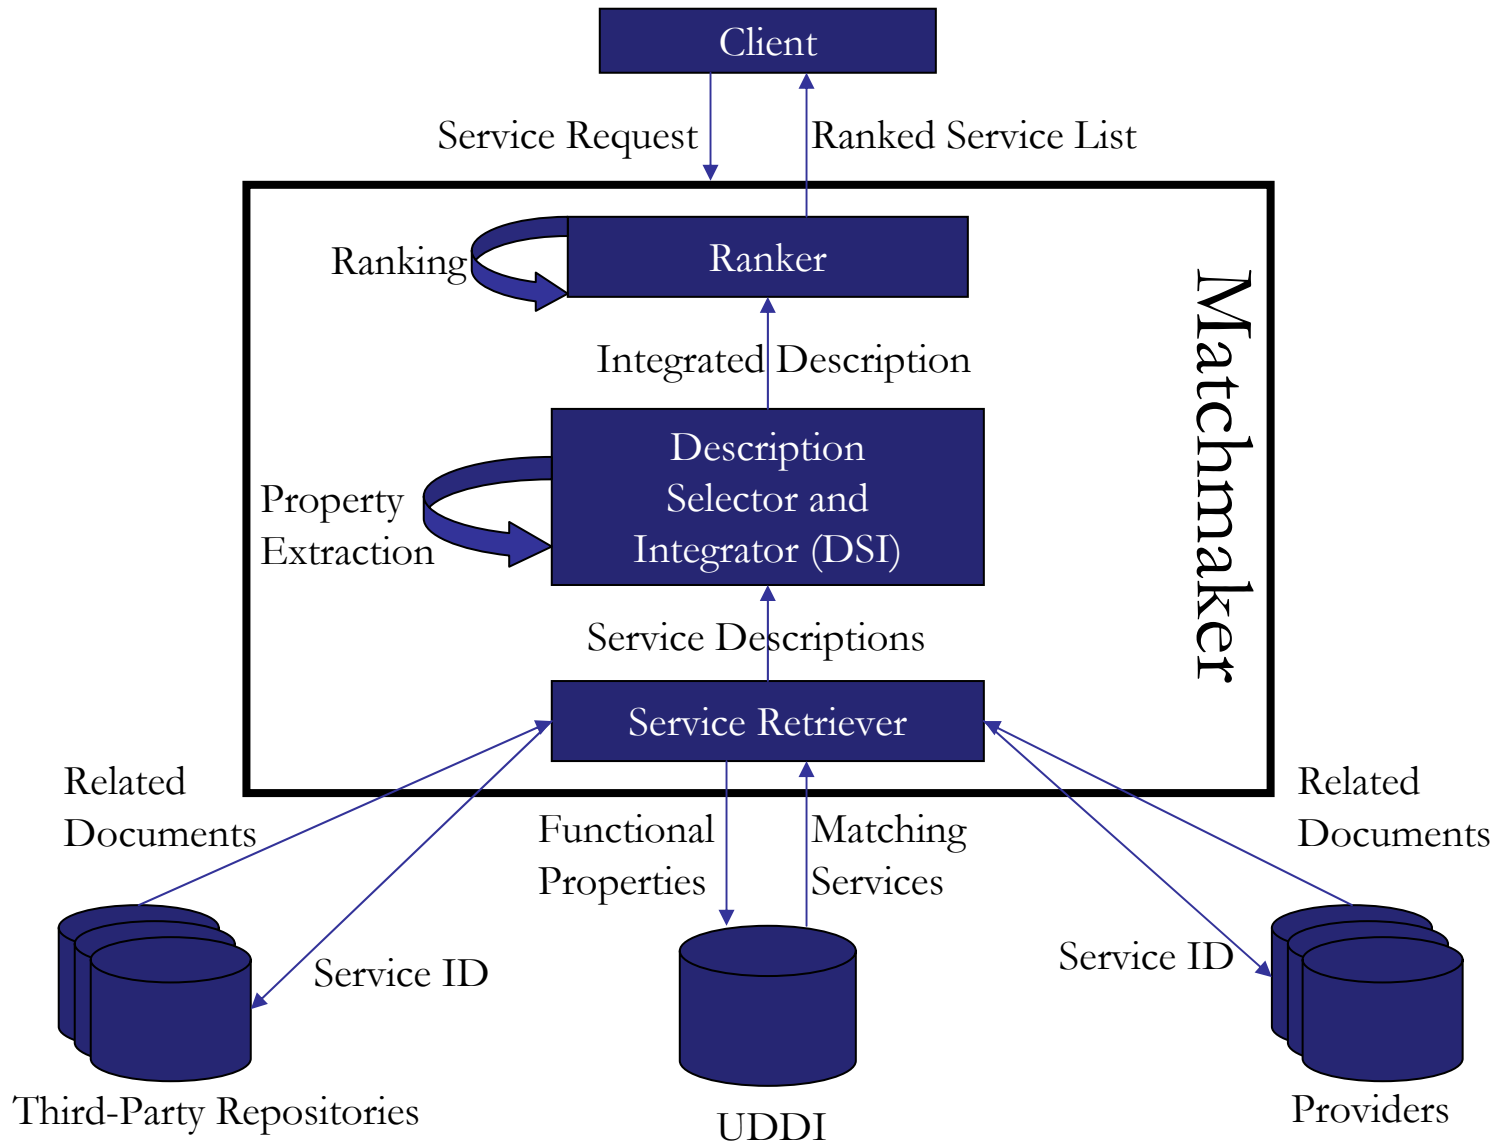 Client
Service Request
Ranked Service List
Ranking
Ranker
Matchmaker
Integrated Description
Property
Extraction
Description
Selector and
Integrator (DSI)
Service Descriptions
Service Retriever
Related
Documents
Functional
Properties
Matching
Services
Related
Documents
Service ID
Service ID
Third-Party Repositories
UDDI
Providers